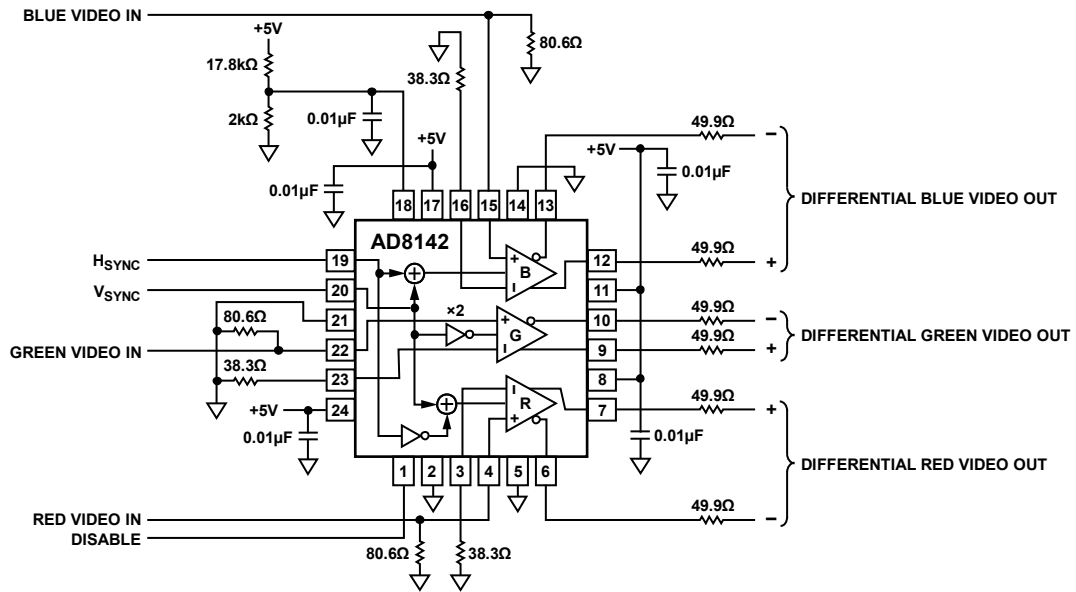 BLUE VIDEO IN
+5V
17.8kΩ
2kΩ
0.01µF
38.3Ω
80.6Ω
+5V
0.01µF
49.9Ω
−
+5V
0.01µF
DIFFERENTIAL BLUE VIDEO OUT
18
17
16
15
14
13
AD8142
HSYNC
19
+
B
+
−
12
49.9Ω
+
VSYNC
20
11
×2
80.6Ω
21
+
G
−
10
49.9Ω
−
DIFFERENTIAL GREEN VIDEO OUT
GREEN VIDEO IN
22
9
49.9Ω
+
38.3Ω
23
8
+5V
24
0.01µF
+
−
R
+
7
49.9Ω
+
0.01µF
DIFFERENTIAL RED VIDEO OUT
1
2
3
4
5
6
49.9Ω
−
RED VIDEO IN
DISABLE
80.6Ω
38.3Ω